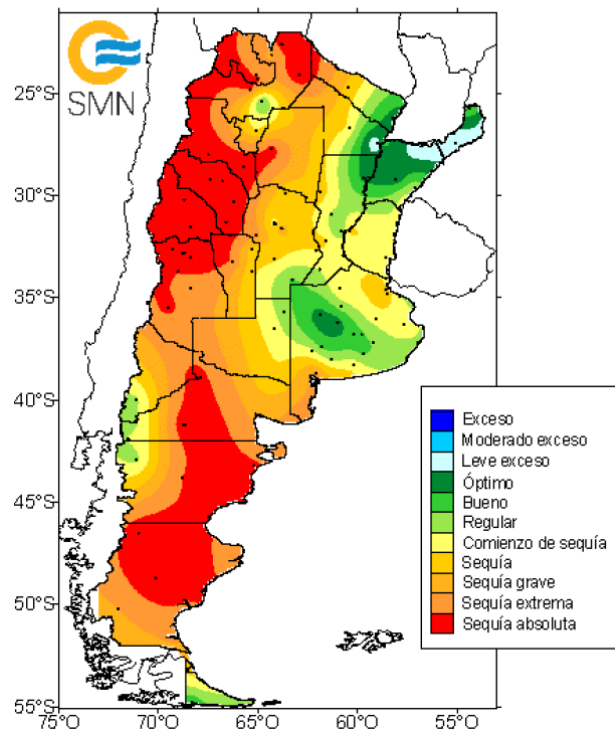 SMN
25°S
30°S
35°S
40°S
45°S
50°S
55°S
75°O 70°O 65°O 60°O 55°O
Exceso
Moderado exceso
Leve exceso
Óptimo
Bueno
Regular
Comienzo de sequía
Sequía
Sequía grave
Sequía extrema
Sequía absoluta